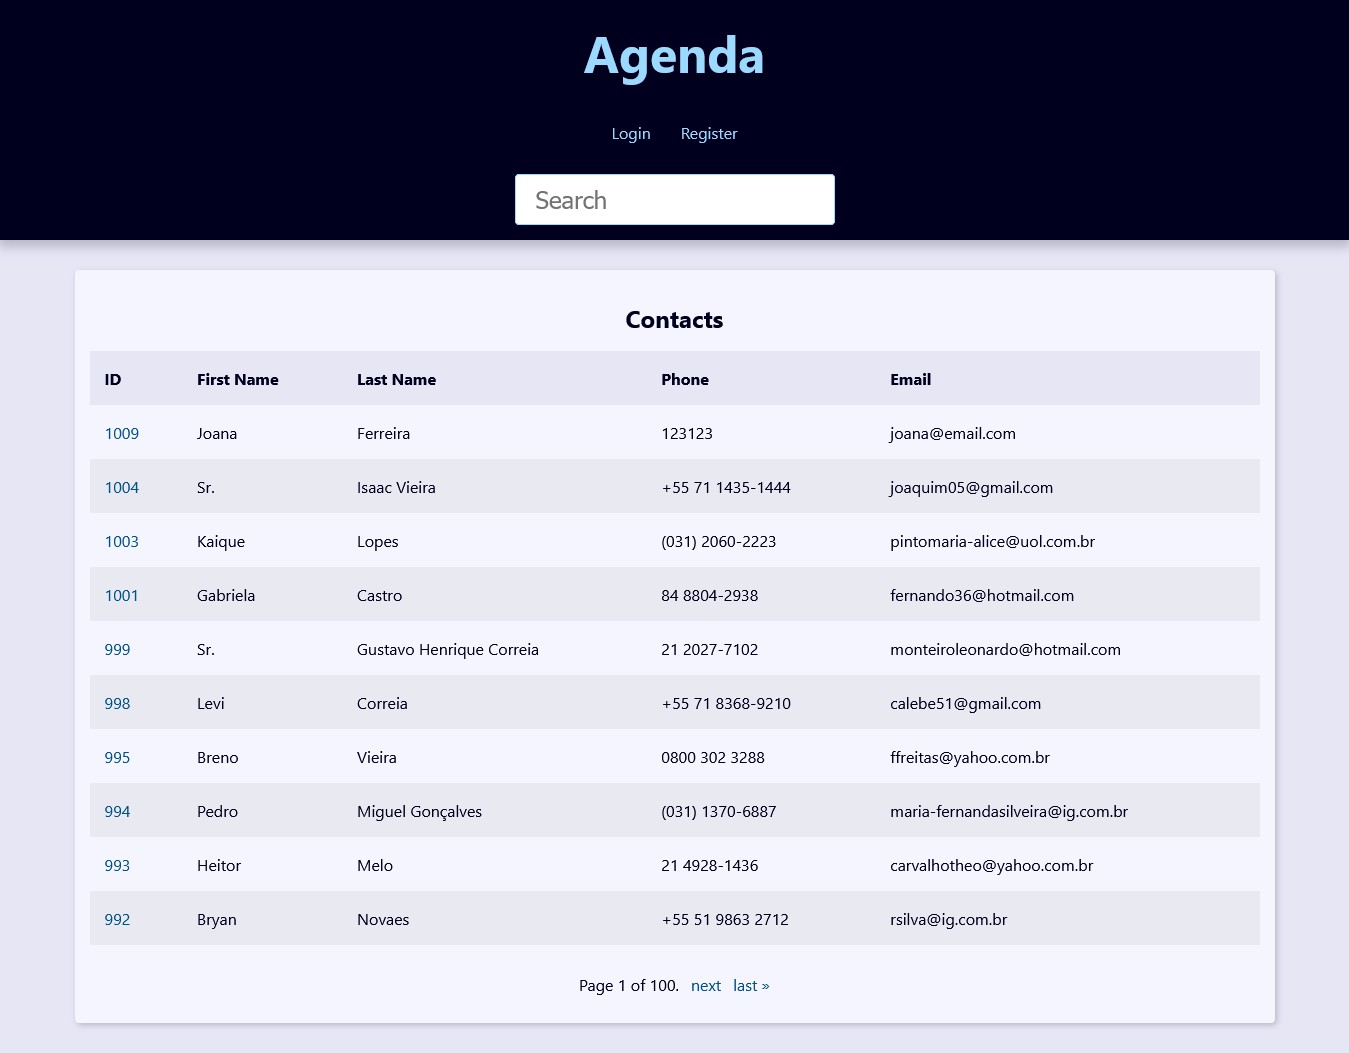 Agenda
Login Register
Search
Contacts
ID First Name Last Name Phone Email
1009 Joana Ferreira 123123 joana@email.com
1004 Sr. Isaac Vieira +55 71 1435-1444 joaquim05@gmail.com
1003 Kaique Lopes (031) 2060-2223 pintomaria-alice@uol.com.br
1001 Gabriela Castro 84 8804-2938 fernando36@hotmail.com
999 Sr. Gustavo Henrique Correia 21 2027-7102 monteiroleonardo@hotmail.com
998 Levi Correia +55 71 8368-9210 calebe51@gmail.com
995 Breno Vieira 0800 302 3288 ffreitas@yahoo.com.br
994 Pedro Miguel Gonçalves (031) 1370-6887 maria-fernandasilveira@ig.com.br
993 Heitor Melo 21 4928-1436 carvalhotheo@yahoo.com.br
992 Bryan Novaes +55 51 9863 2712 rsilva@ig.com.br
Page 1 of 100. next last »